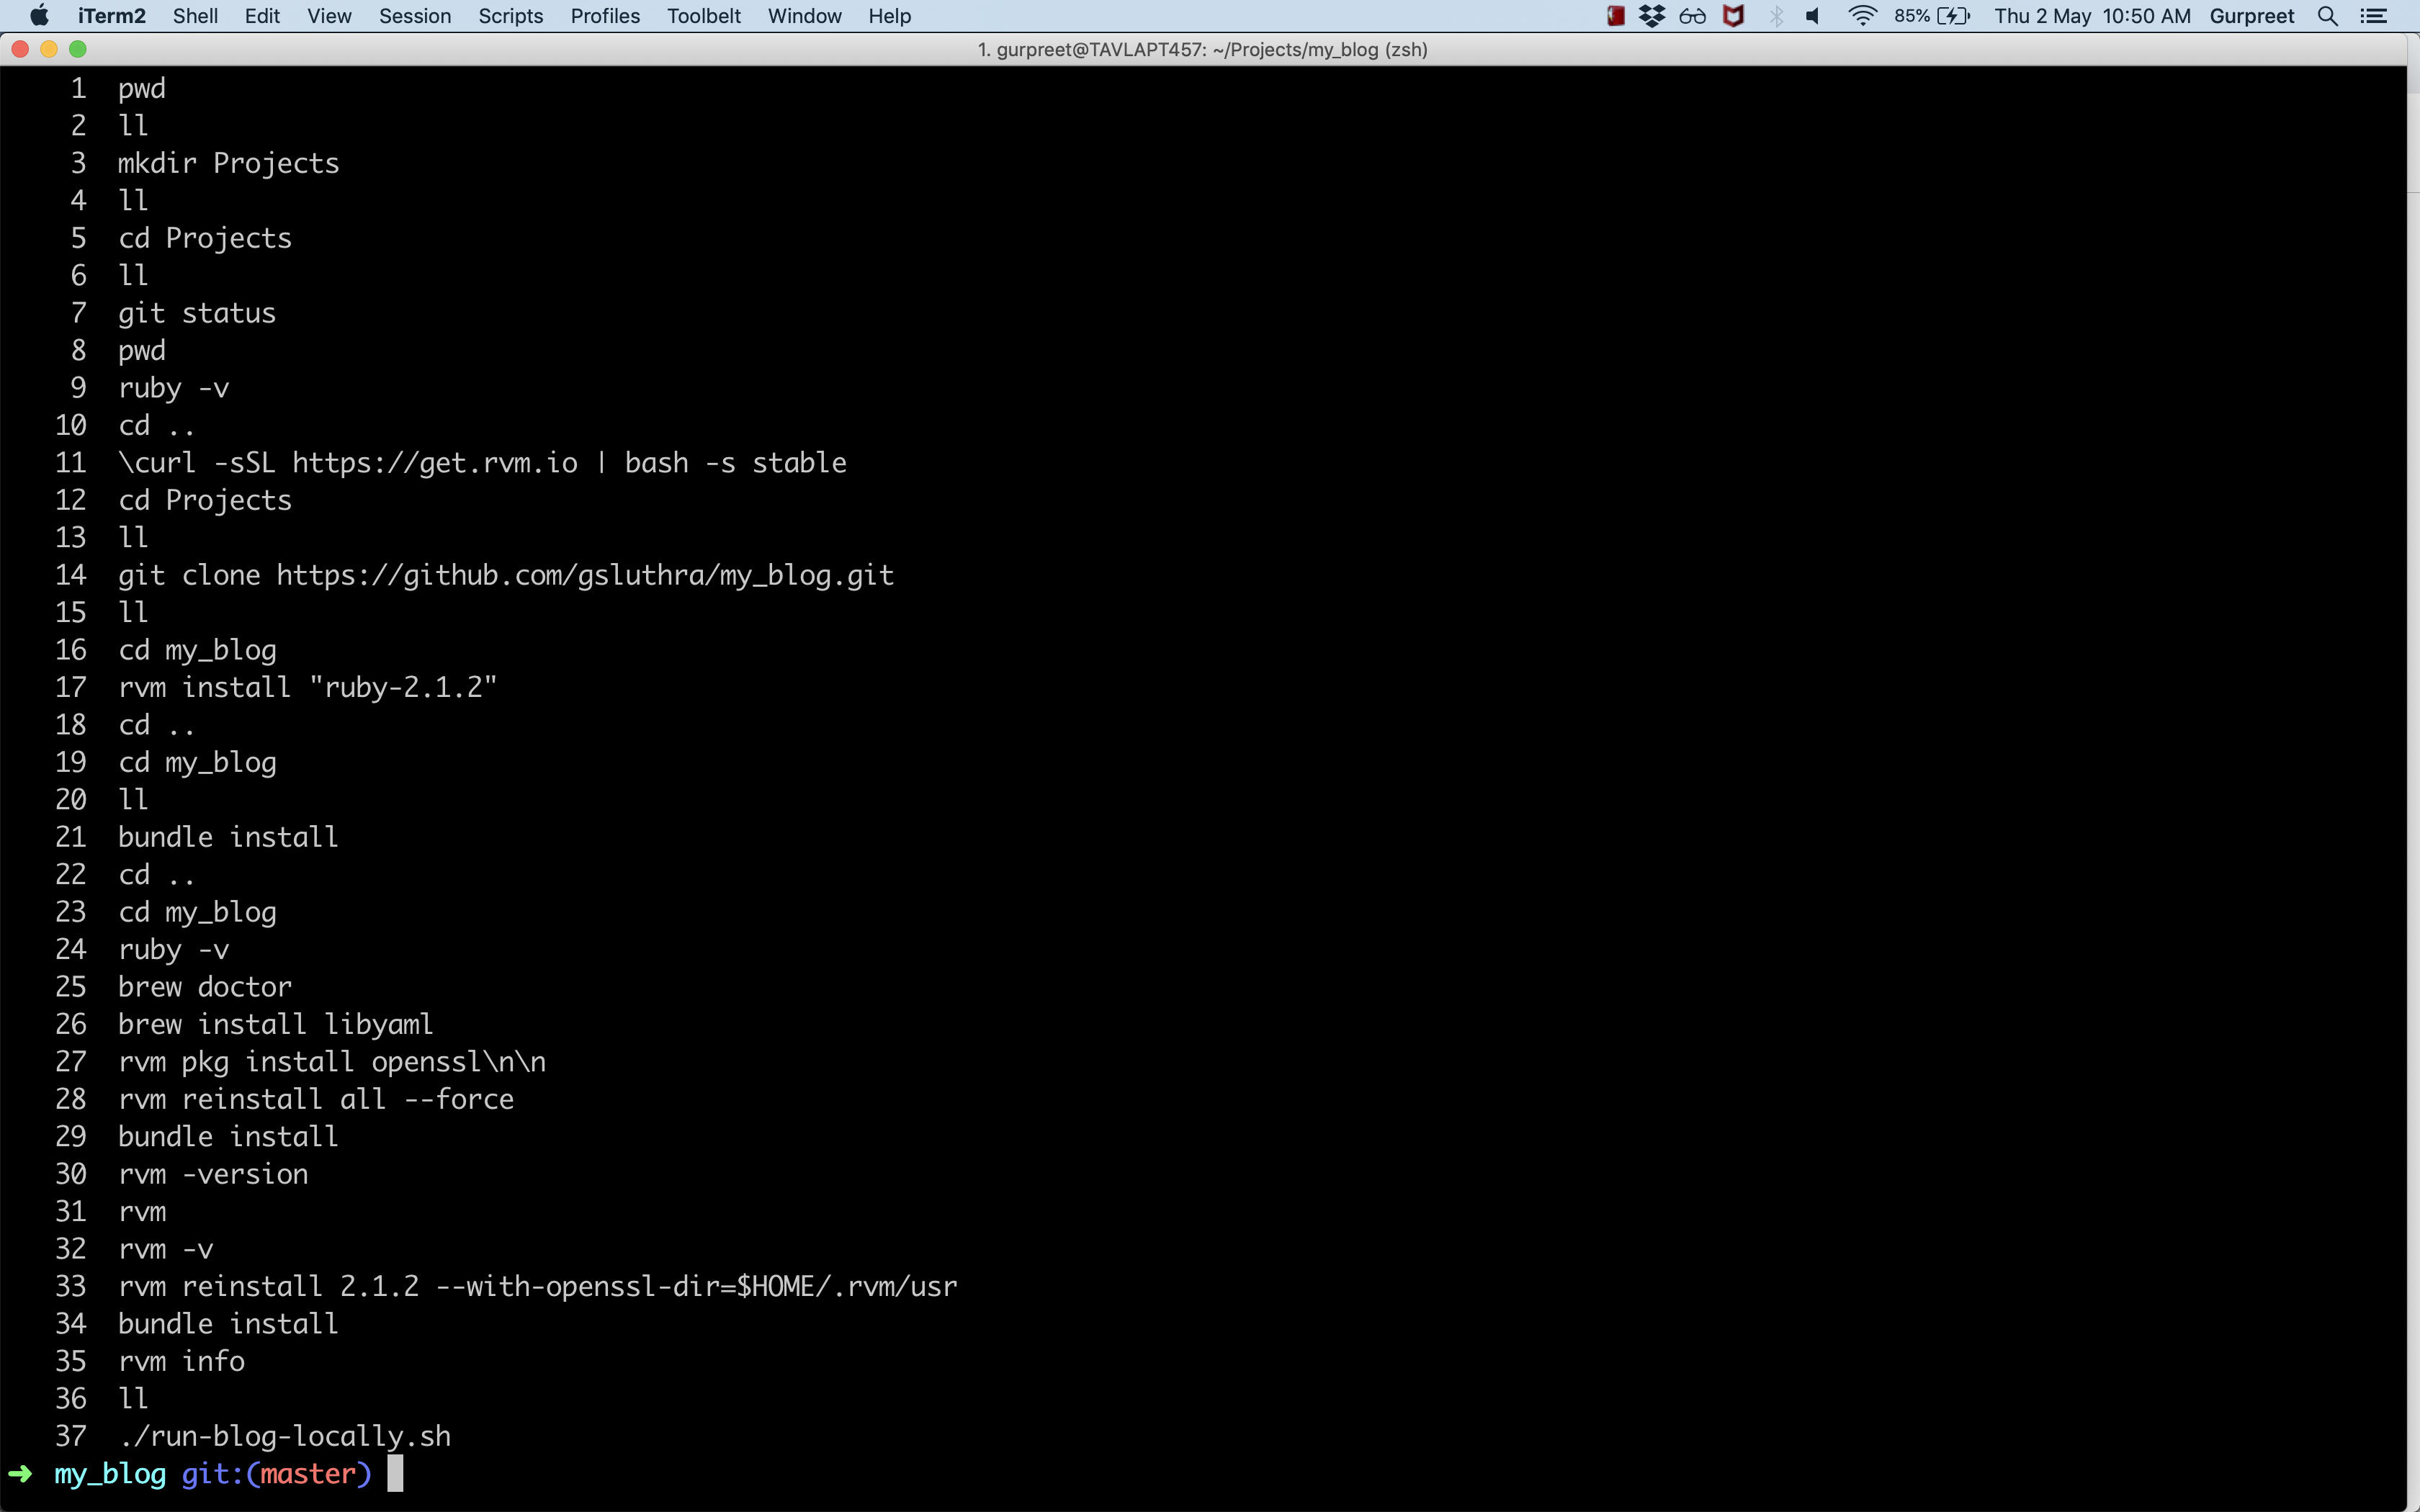 iTerm2 Shell Edit View Session Scripts Profiles Toolbelt Window Help 85% Thu 2 May 10:50 AM Gurpreet
1. gurpreet@TAVLAPT457: ~/Projects/my_blog (zsh)
1 pwd
2 ll
3 mkdir Projects
4 ll
5 cd Projects
6 ll
7 git status
8 pwd
9 ruby -v
10 cd ..
11 \curl -sSL https://get.rvm.io | bash -s stable
12 cd Projects
13 ll
14 git clone https://github.com/gsluthra/my_blog.git
15 ll
16 cd my_blog
17 rvm install "ruby-2.1.2"
18 cd ..
19 cd my_blog
20 ll
21 bundle install
22 cd ..
23 cd my_blog
24 ruby -v
25 brew doctor
26 brew install libyaml
27 rvm pkg install openssl\n\n
28 rvm reinstall all --force
29 bundle install
30 rvm -version
31 rvm
32 rvm -v
33 rvm reinstall 2.1.2 --with-openssl-dir=$HOME/.rvm/usr
34 bundle install
35 rvm info
36 ll
37 ./run-blog-locally.sh
➜ my_blog git:(master)